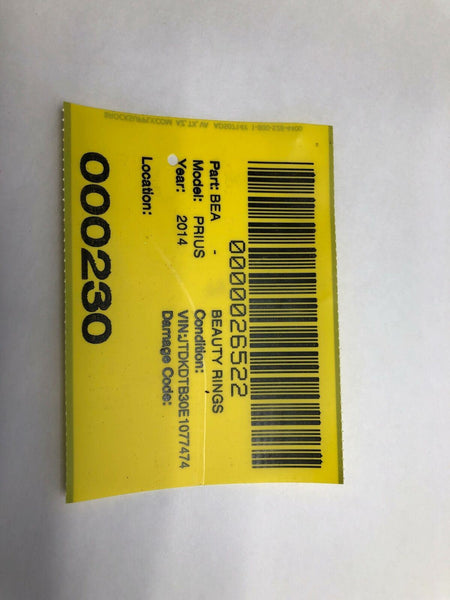 0000026522
Part: BEA - BEAUTY RINGS
Model: PRIUS Condition: ,
Year: 2014 VIN:JTDKDTB30E1077474
Damage Code:
Location:
000230